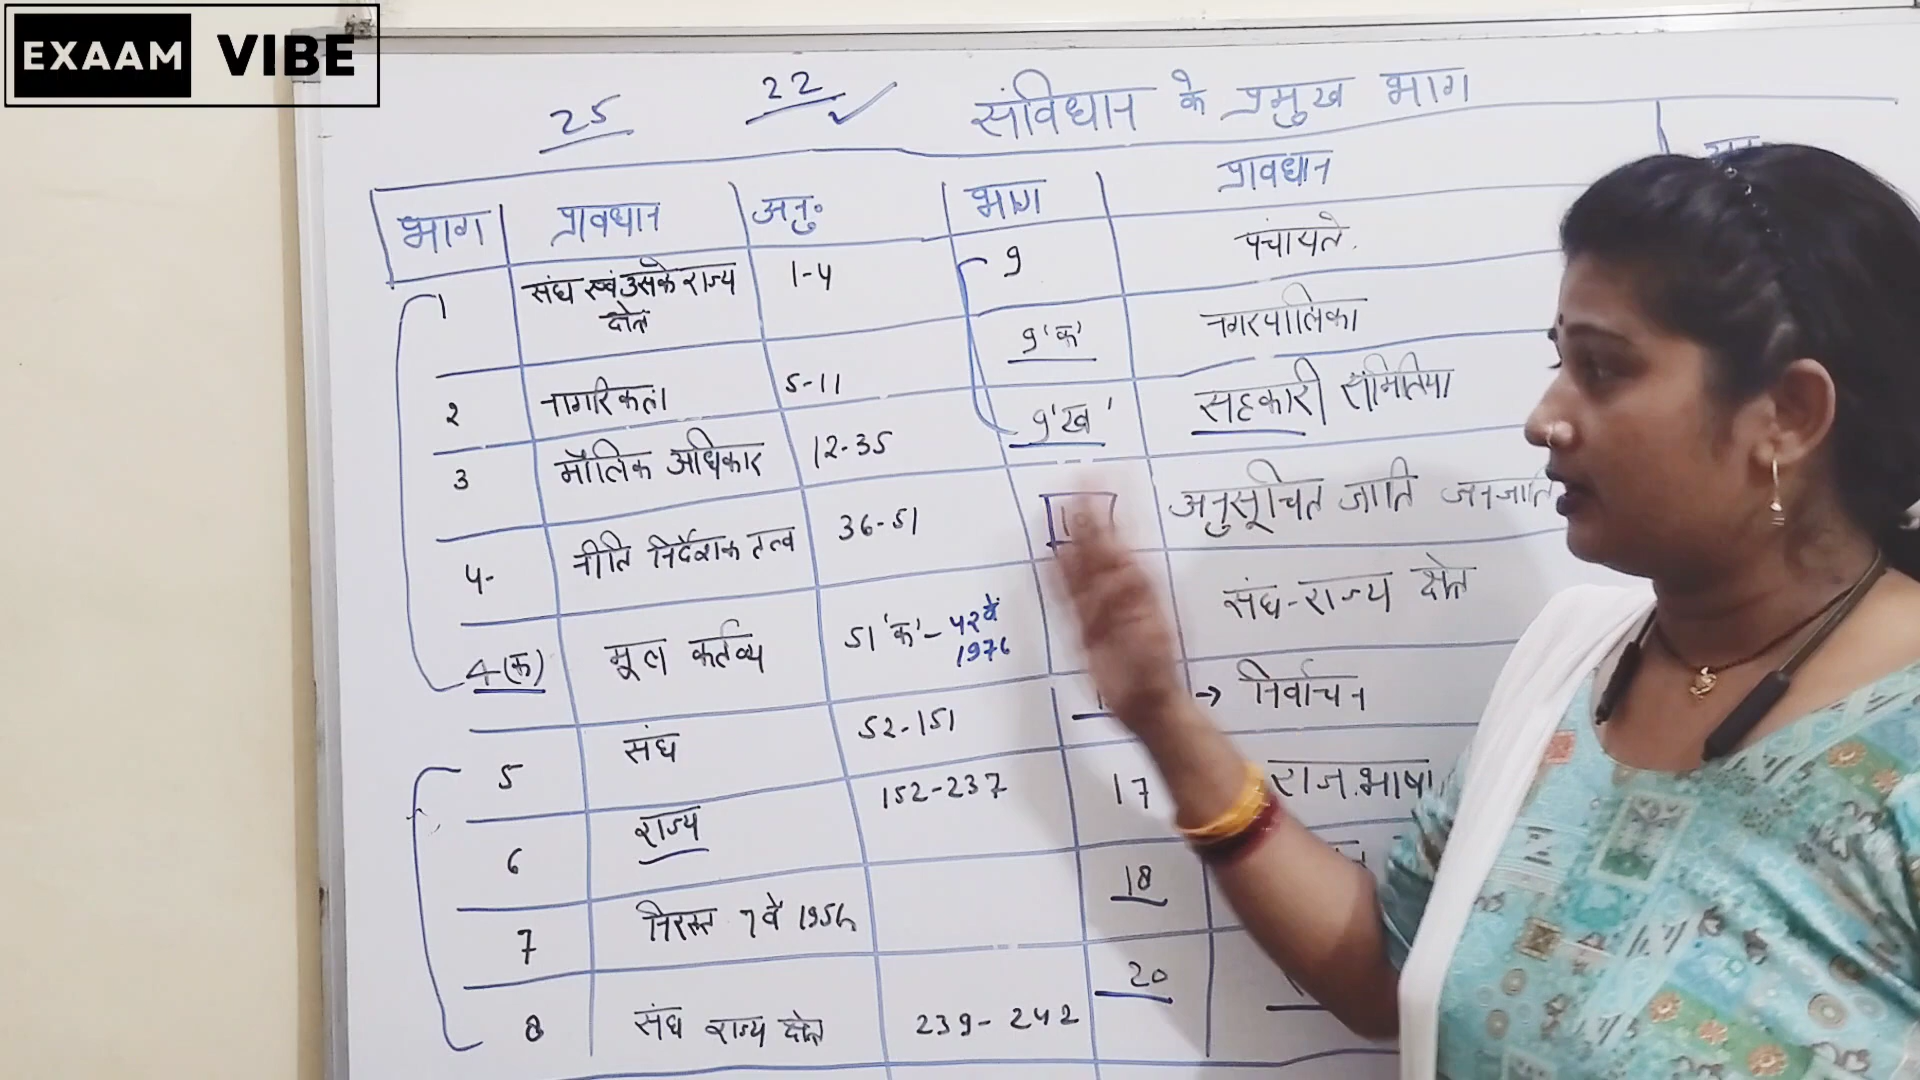 EXAAM VIBE
25 22 संविधान के प्रमुख भाग
भाग प्रावधान अनु॰ भाग प्रावधान
1 संघ एवं उसके राज्य क्षेत्र 1-4
2 नागरिकता 5-11
3 मौलिक अधिकार 12-35
4- नीति निर्देशक तत्व 36-51
4(क) मूल कर्तव्य 51'क'- 42वें 1976
5 संघ 52-151
6 राज्य 152-237
7 निरस्त 7वें 1956
8 संघ राज्य क्षेत्र 239-242
9 पंचायते.
9'क' नगरपालिका
9'ख' सहकारी समितिया
10 अनुसूचित जाति जनजाति
संघ-राज्य क्षेत्र
→ निर्वाचन
17 राजभाषा
18
20